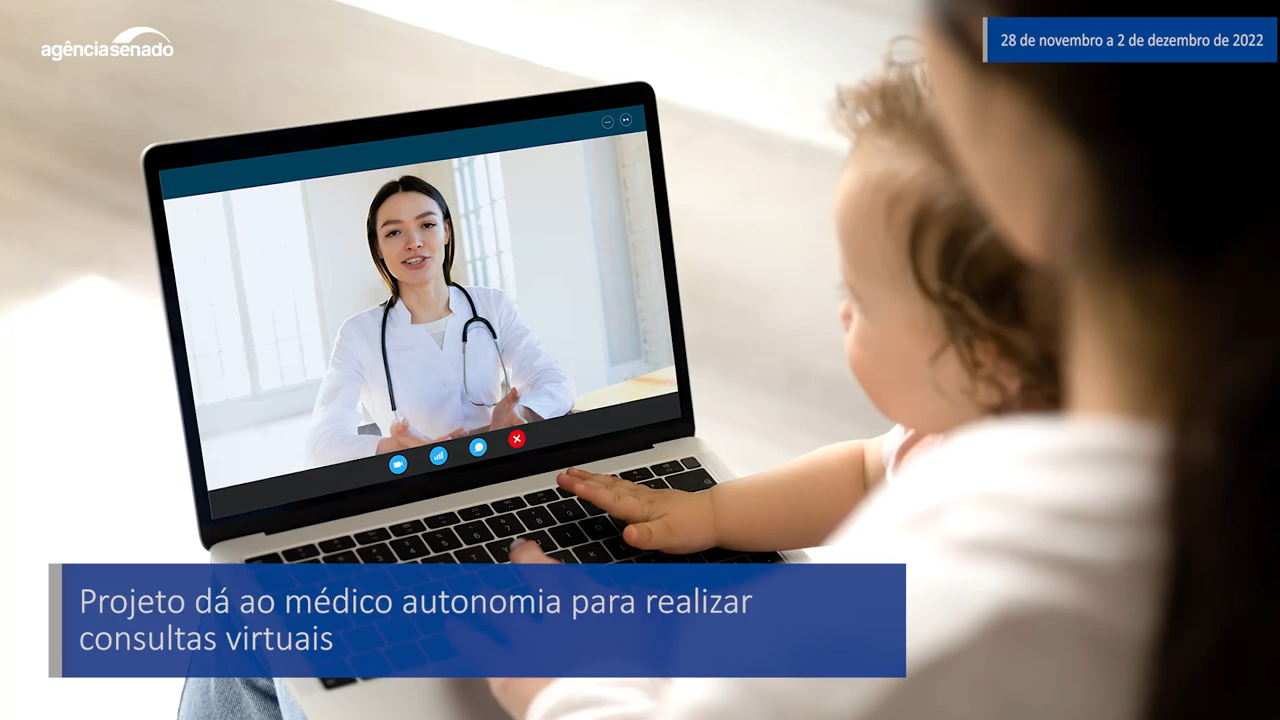 agênciasenado
28 de novembro a 2 de dezembro de 2022
Projeto dá ao médico autonomia para realizar
consultas virtuais